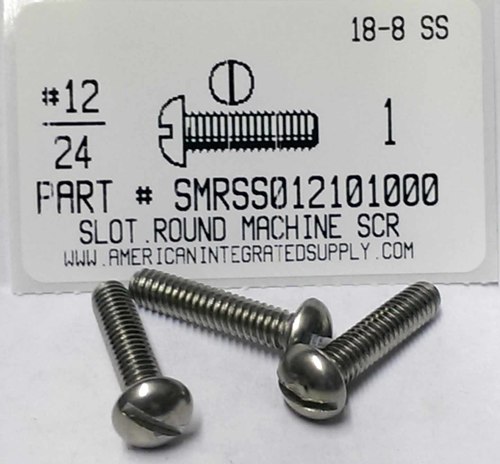 18-8 SS
#12
24
1
PART # SMRSS012101000
SLOT.ROUND MACHINE SCR
WWW.AMERICANINTEGRATEDSUPPLY.COM